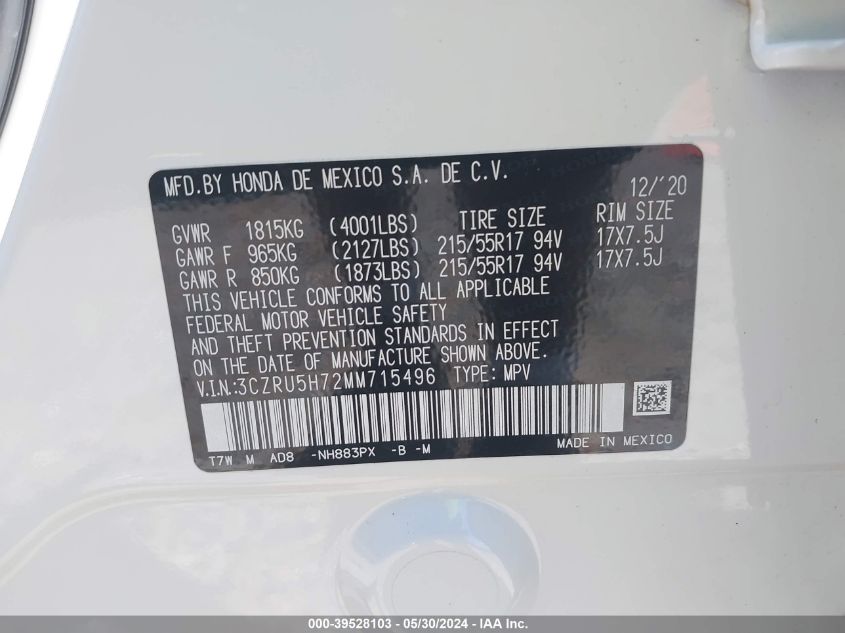 MFD.BY HONDA DE MEXICO S.A. DE C.V. 12/'20
GVWR 1815KG (4001LBS) TIRE SIZE RIM SIZE
GAWR F 965KG (2127LBS) 215/55R17 94V 17X7.5J
GAWR R 850KG (1873LBS) 215/55R17 94V 17X7.5J
THIS VEHICLE CONFORMS TO ALL APPLICABLE
FEDERAL MOTOR VEHICLE SAFETY
AND THEFT PREVENTION STANDARDS IN EFFECT
ON THE DATE OF MANUFACTURE SHOWN ABOVE.
V.I.N.:3CZRU5H72MM715496 TYPE: MPV
T7W M AD8 -NH883PX -B -M MADE IN MEXICO
000-39528103 - 05/30/2024 - IAA Inc.